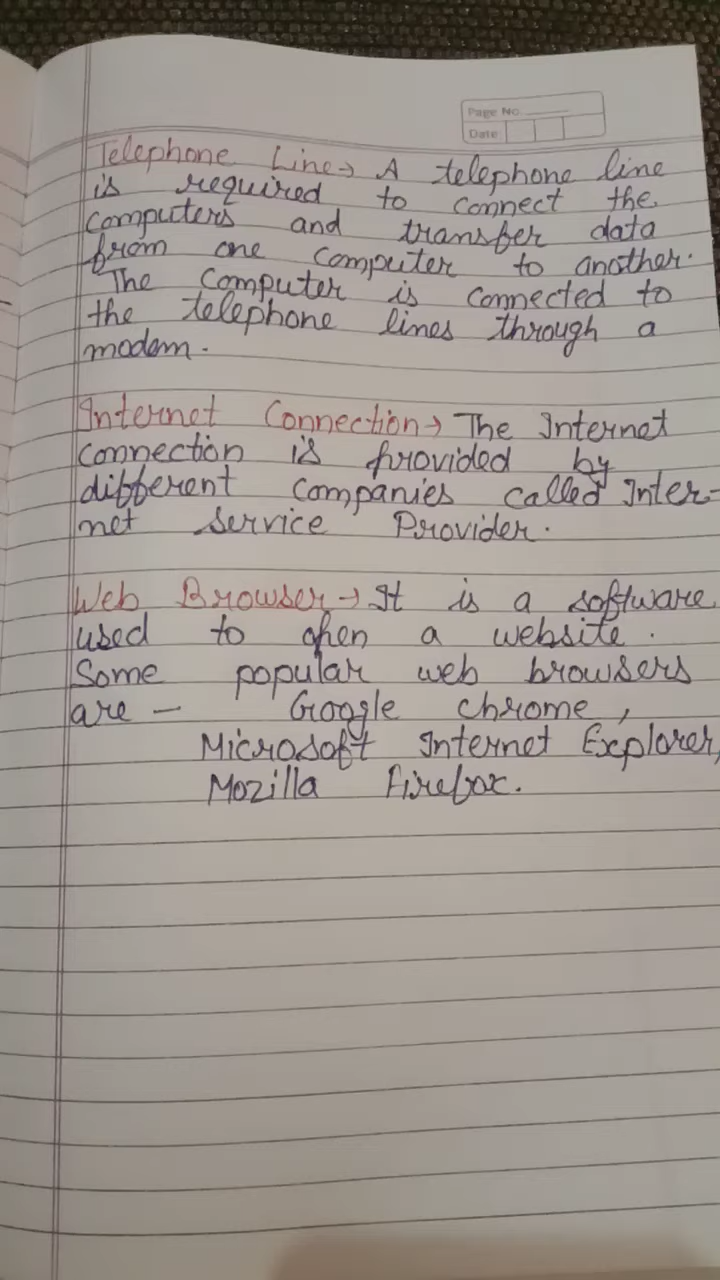 Page No.
Date:
Telephone Line → A telephone line
is required to connect the
computers and transfer data
from one computer to another.
The computer is connected to
the telephone lines through a
modem.
Internet Connection → The Internet
connection is provided by
different companies called Inter-
net service Provider.
Web Browser → It is a software
used to open a website.
Some popular web browsers
are - Google chrome,
Microsoft Internet Explorer,
Mozilla Firefox.